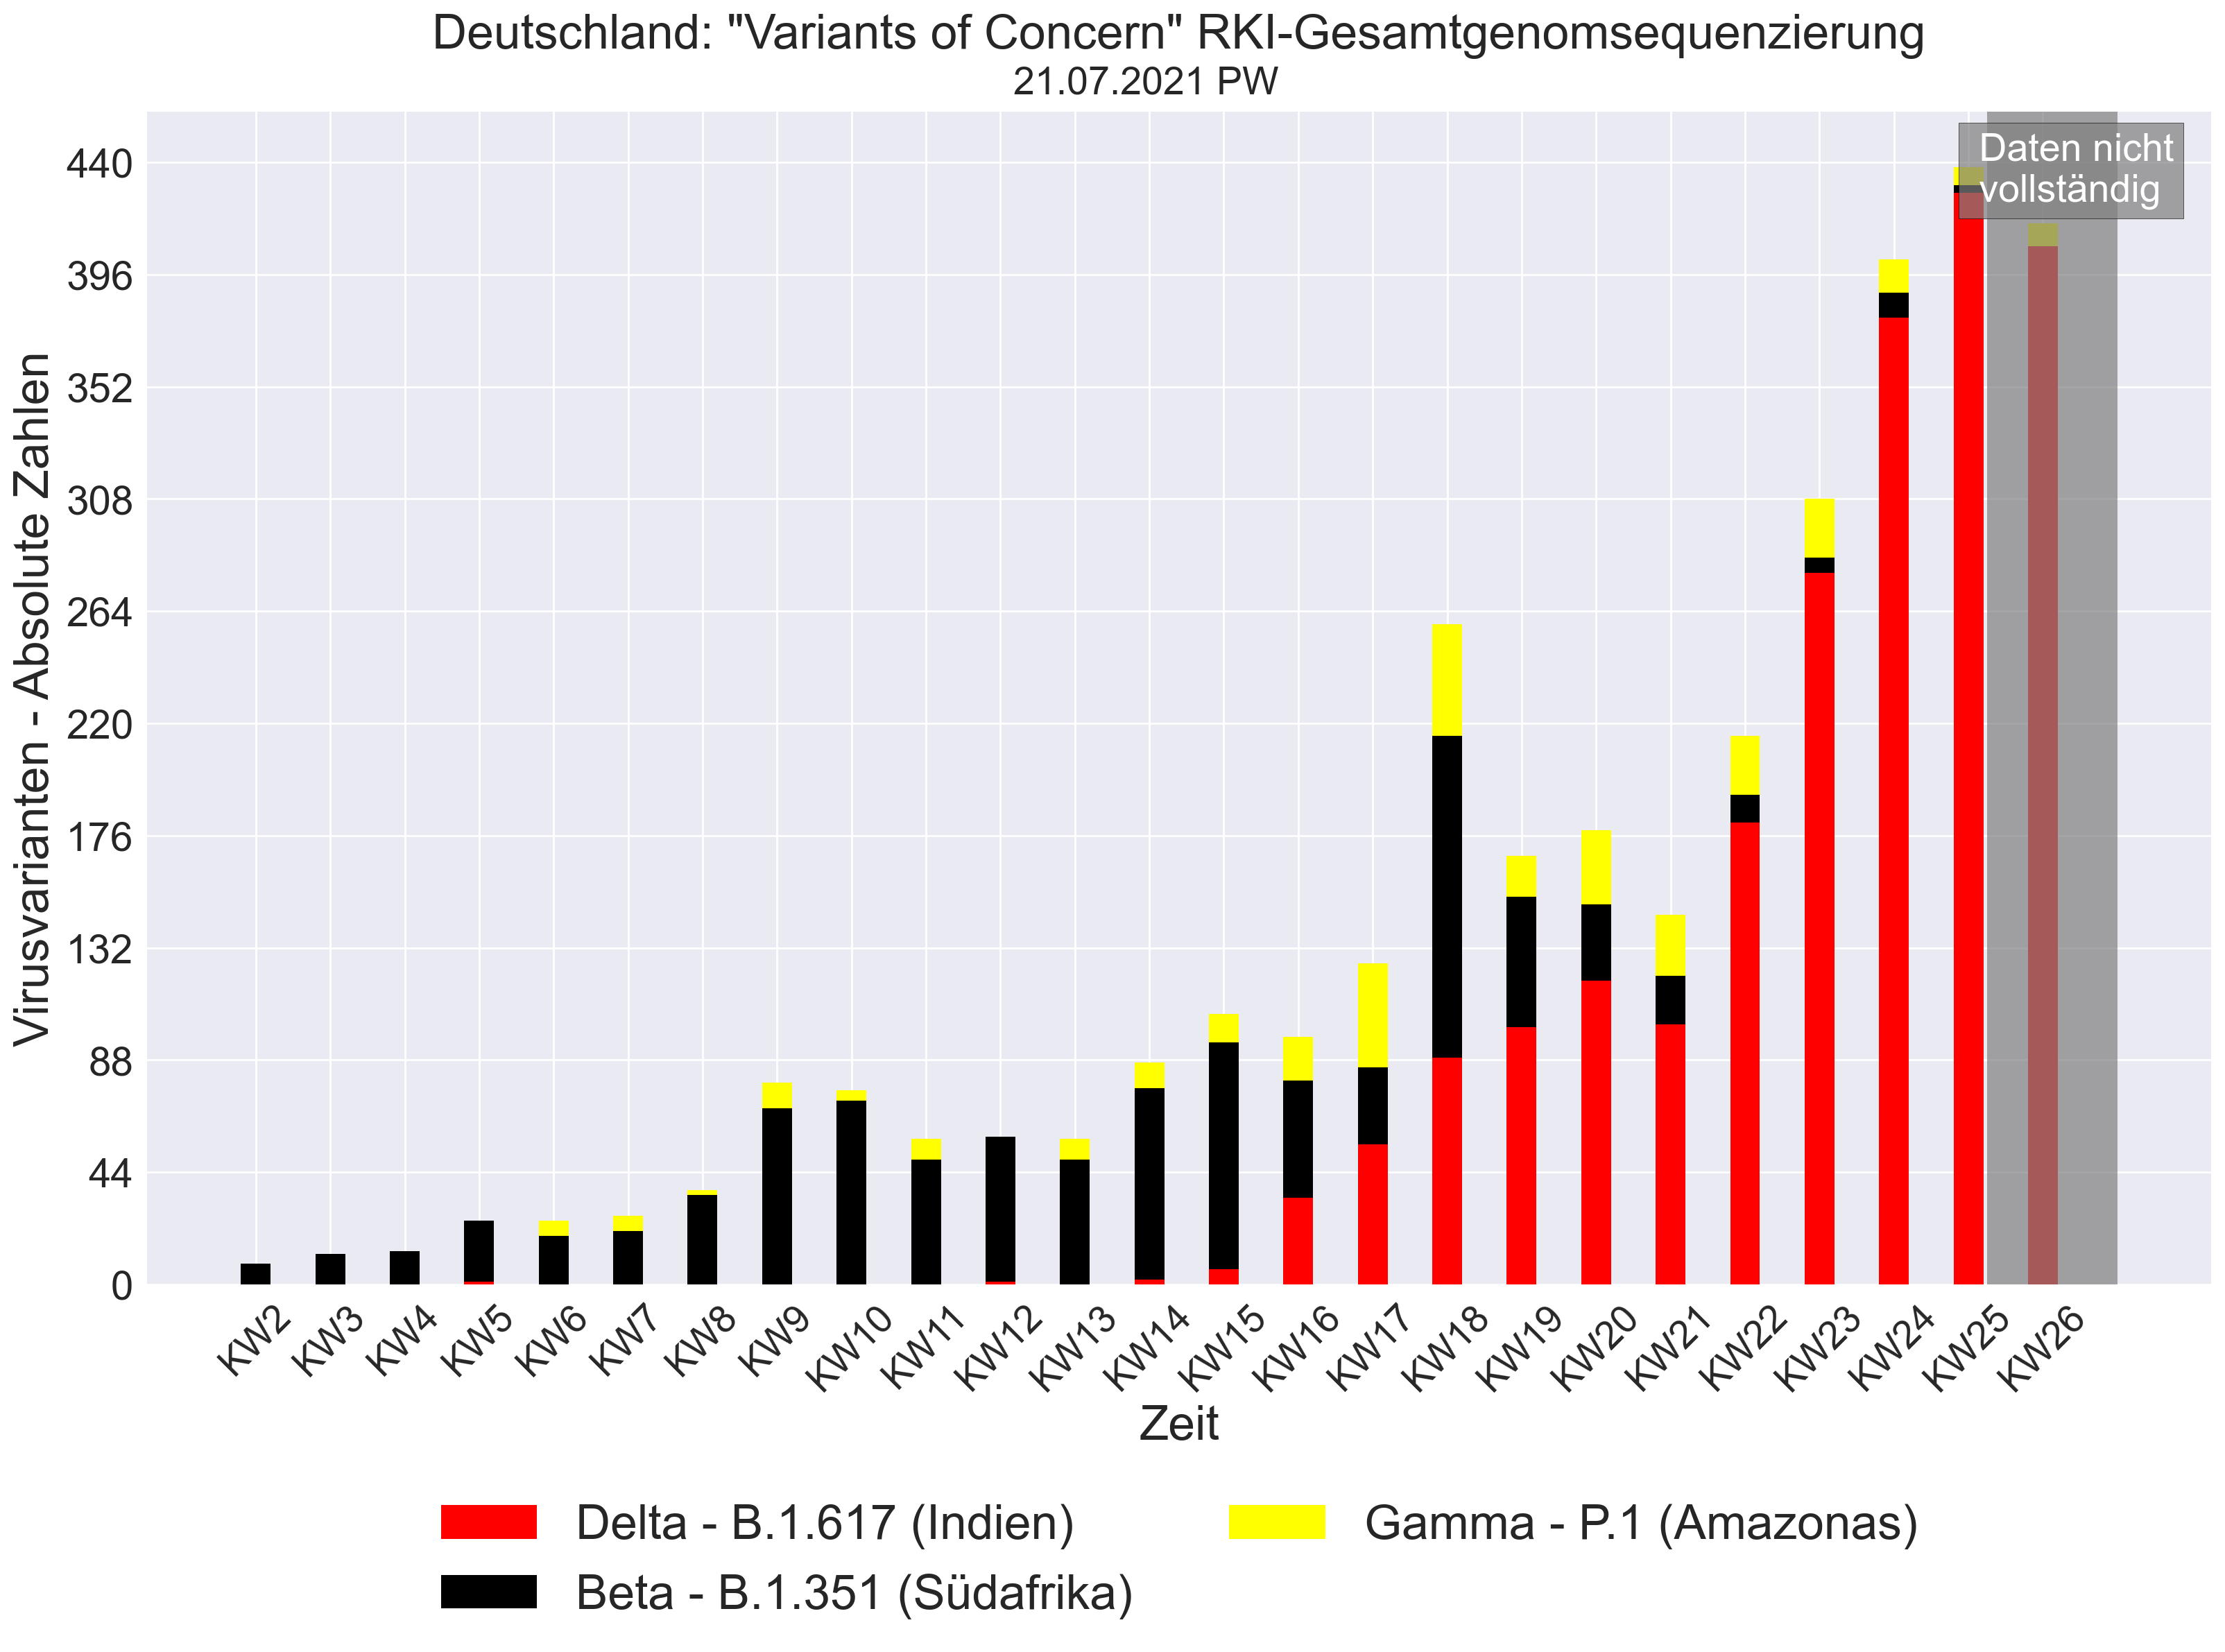 Deutschland: "Variants of Concern" RKI-Gesamtgenomsequenzierung
21.07.2021 PW
Daten nicht
vollständig
Virusvarianten - Absolute Zahlen
440
396
352
308
264
220
176
132
88
44
0
KW2
KW3
KW4
KW5
KW6
KW7
KW8
KW9
KW10
KW11
KW12
KW13
KW14
KW15
KW16
KW17
KW18
KW19
KW20
KW21
KW22
KW23
KW24
KW25
KW26
Zeit
Delta - B.1.617 (Indien)
Beta - B.1.351 (Südafrika)
Gamma - P.1 (Amazonas)